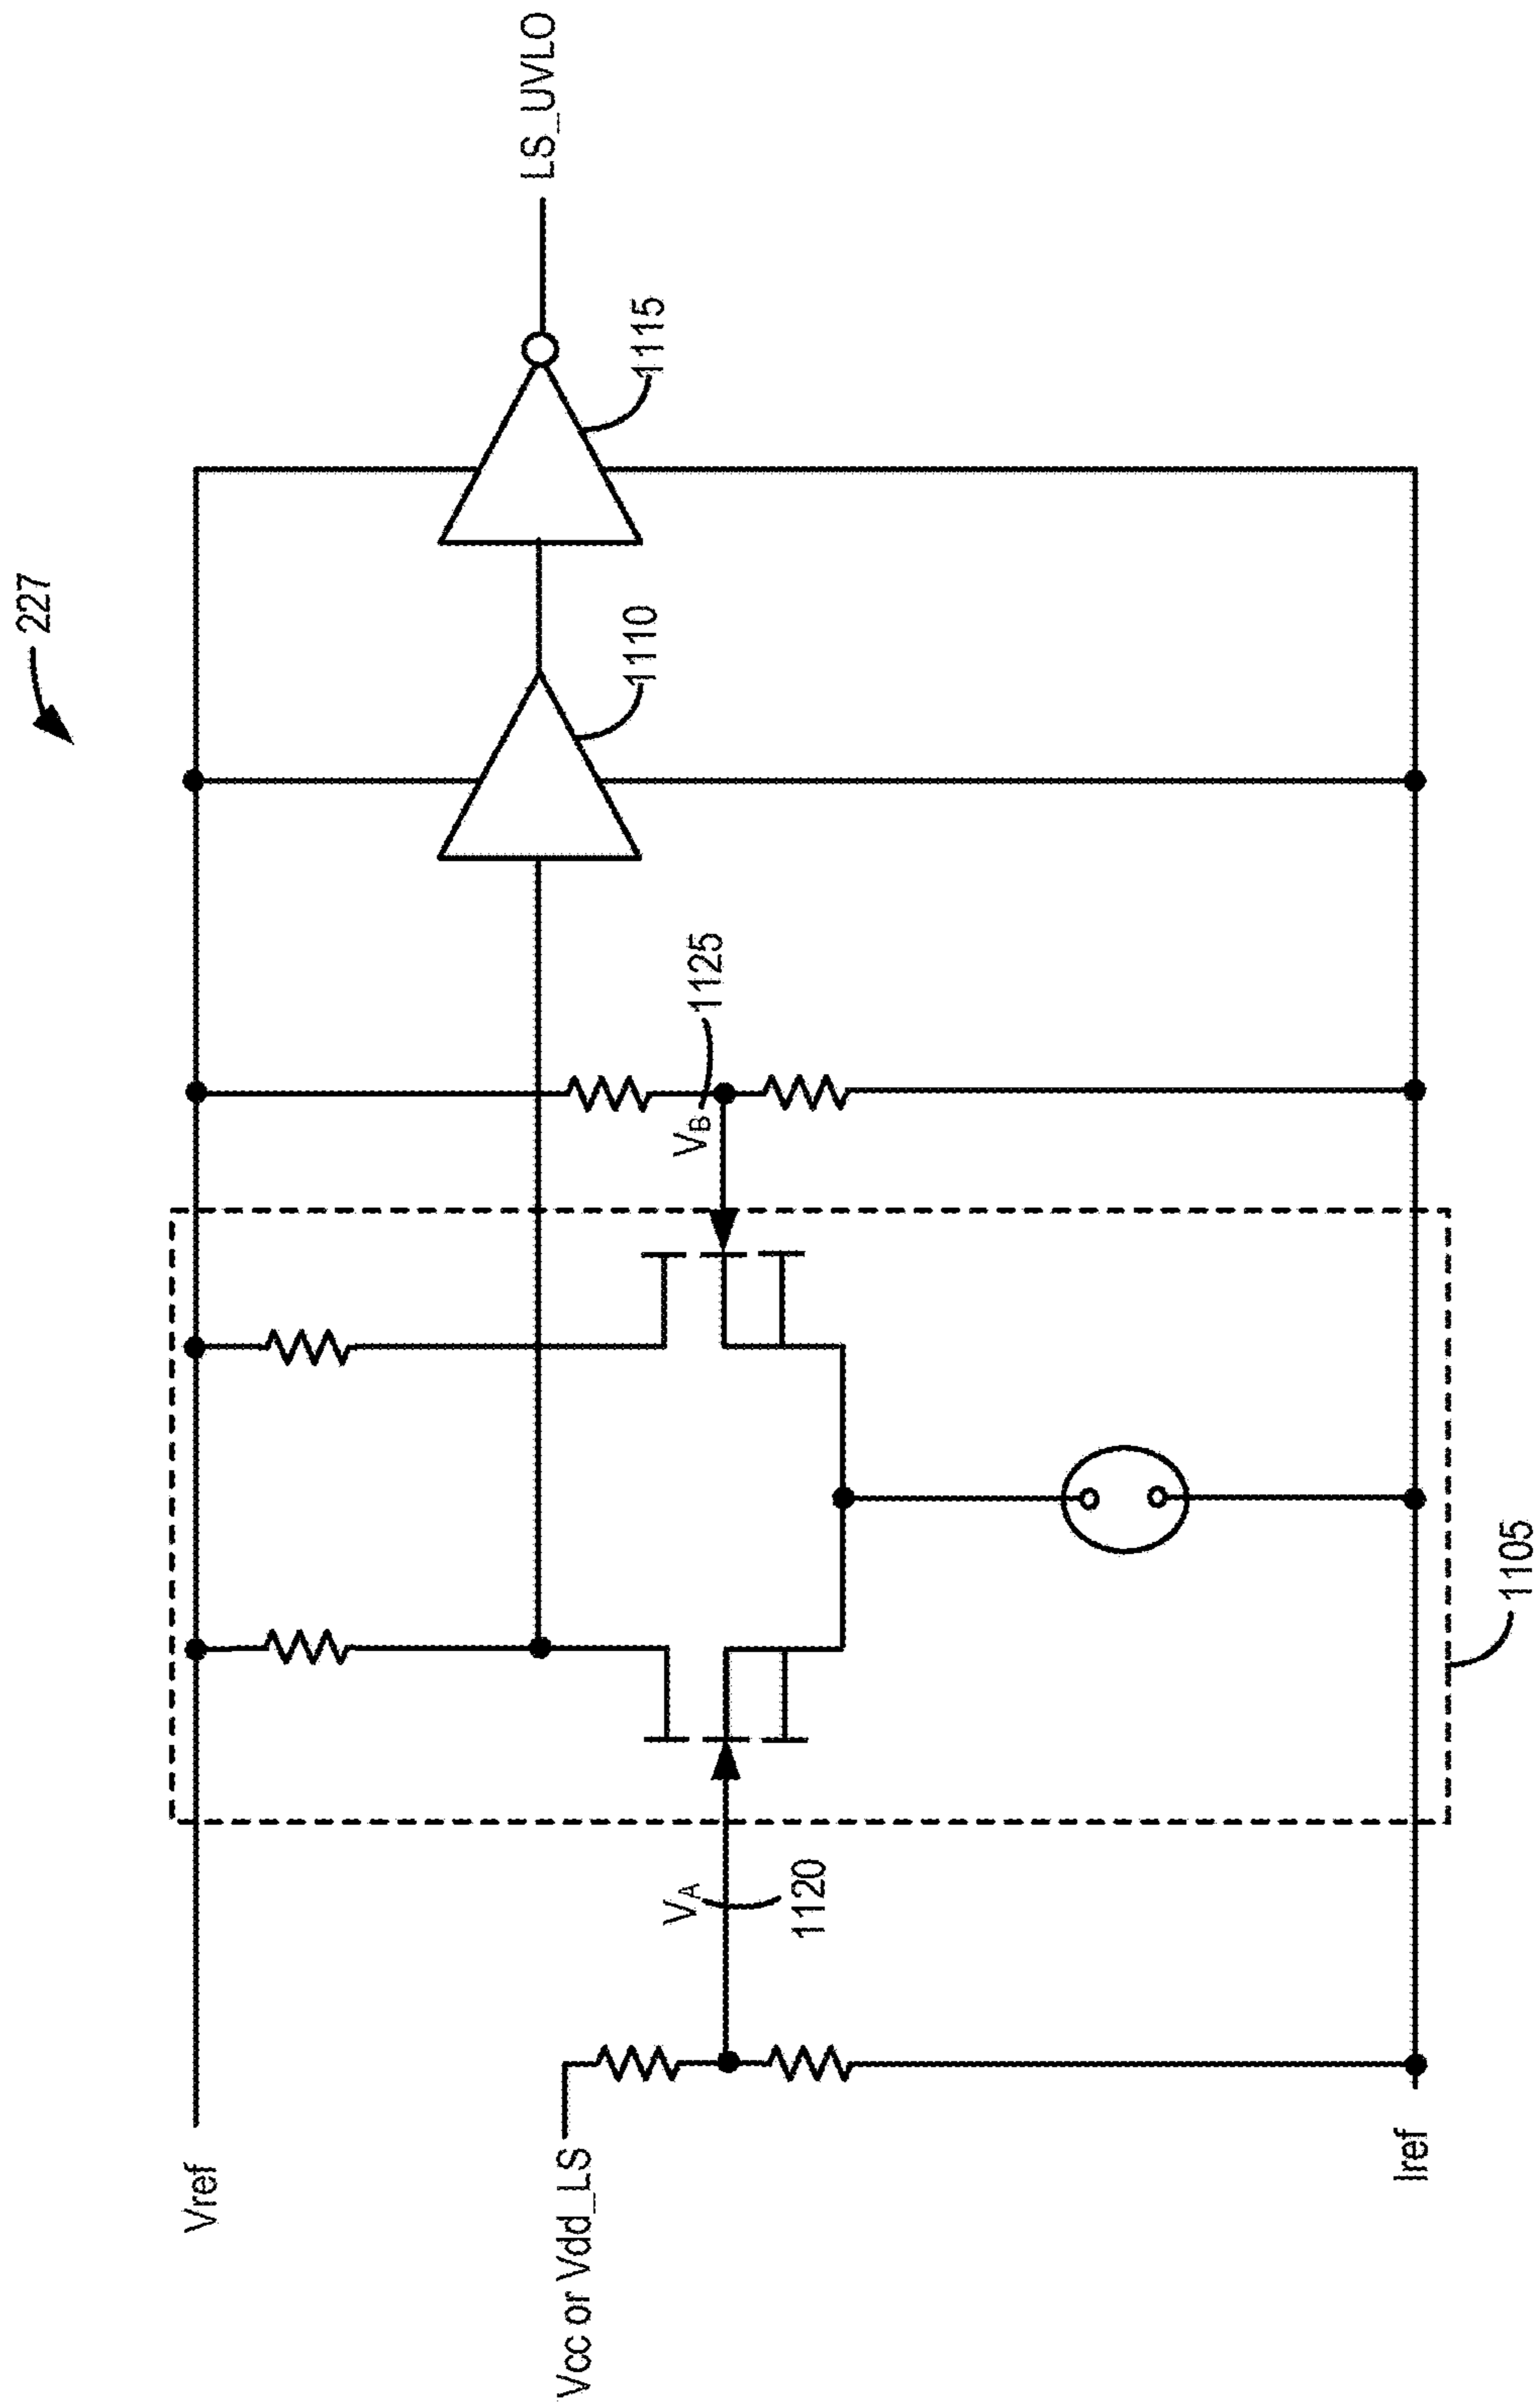 227
Vref
LS_UVLO
1115
1110
Vcc or Vdd_LS
VA
1120
VB
1125
Iref
1105